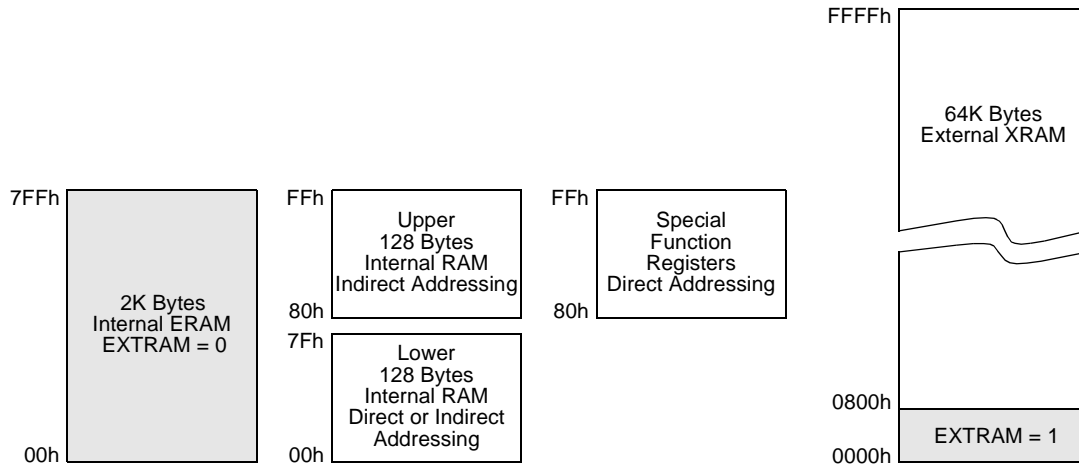 FFFFh
64K Bytes
External XRAM
7FFh
FFh
Upper
128 Bytes
Internal RAM
Indirect Addressing
80h
FFh
Special
Function
Registers
Direct Addressing
80h
2K Bytes
Internal ERAM
EXTRAM = 0
00h
7Fh
Lower
128 Bytes
Internal RAM
Direct or Indirect
Addressing
00h
0800h
EXTRAM = 1
0000h